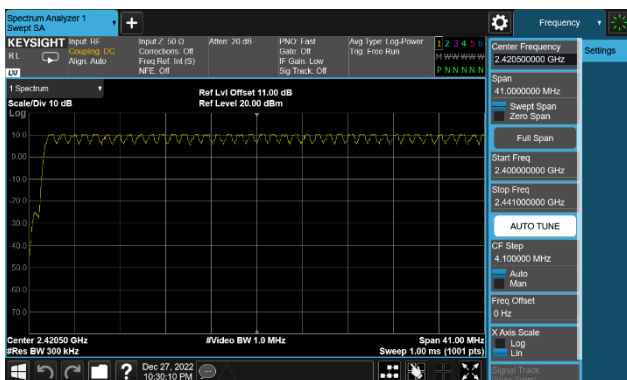 Spectrum Analyzer 1
Swept SA
Frequency
KEYSIGHT
RL
LXI
Input: RF
Coupling: DC
Align: Auto
Input Z: 50 Ω
Corrections: Off
Freq Ref: Int (S)
NFE: Off
Atten: 20 dB
PNO: Fast
Gate: Off
IF Gain: Low
Sig Track: Off
Avg Type: Log-Power
Trig: Free Run
1 2 3 4 5 6
M W W W W W
P N N N N N
Center Frequency
2.420500000 GHz
Settings
Span
41.0000000 MHz
Swept Span
Zero Span
Full Span
Start Freq
2.400000000 GHz
Stop Freq
2.441000000 GHz
AUTO TUNE
CF Step
4.100000 MHz
Auto
Man
Freq Offset
0 Hz
X Axis Scale
Log
Lin
Signal Track
1 Spectrum
Scale/Div 10 dB
Log
Ref Lvl Offset 11.00 dB
Ref Level 20.00 dBm
10.0
0.00
-10.0
-20.0
-30.0
-40.0
-50.0
-60.0
-70.0
Center 2.42050 GHz
#Res BW 300 kHz
#Video BW 1.0 MHz
Span 41.00 MHz
Sweep 1.00 ms (1001 pts)
Dec 27, 2022
10:30:10 PM